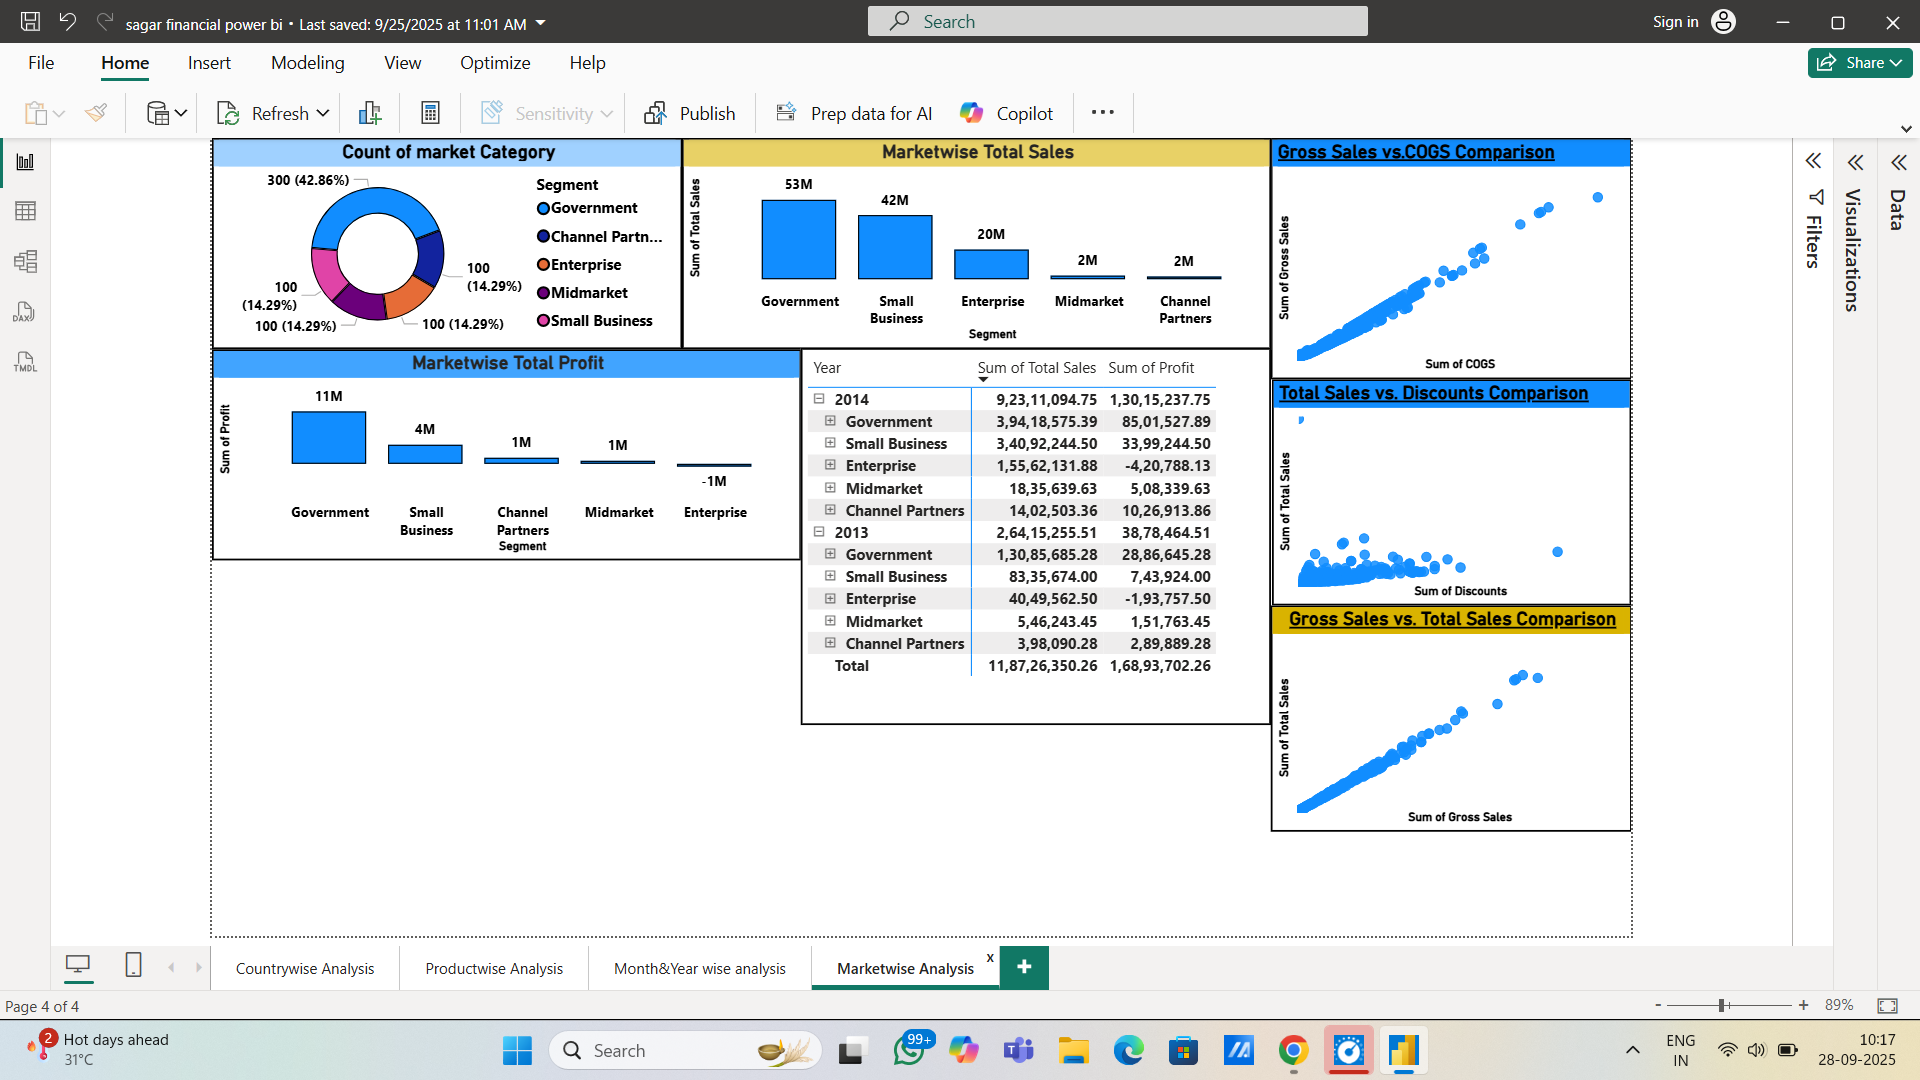 sagar financial power bi • Last saved: 9/25/2025 at 11:01 AM
Search
Sign in
File
Home
Insert
Modeling
View
Optimize
Help
Share
Refresh
Sensitivity
Publish
Prep data for AI
Copilot
DAX
TMDL
Count of market Category
300 (42.86%)
100
(14.29%)
100 (14.29%)
100 (14.29%)
100
(14.29%)
Segment
Government
Channel Partn...
Enterprise
Midmarket
Small Business
Marketwise Total Sales
Sum of Total Sales
53M
42M
20M
2M
2M
Government
Small
Business
Enterprise
Midmarket
Channel
Partners
Segment
Gross Sales vs.COGS Comparison
Sum of Gross Sales
Sum of COGS
Marketwise Total Profit
Sum of Profit
11M
4M
1M
1M
-1M
Government
Small
Business
Channel
Partners
Midmarket
Enterprise
Segment
Year Sum of Total Sales Sum of Profit
2014 9,23,11,094.75 1,30,15,237.75
Government 3,94,18,575.39 85,01,527.89
Small Business 3,40,92,244.50 33,99,244.50
Enterprise 1,55,62,131.88 -4,20,788.13
Midmarket 18,35,639.63 5,08,339.63
Channel Partners 14,02,503.36 10,26,913.86
2013 2,64,15,255.51 38,78,464.51
Government 1,30,85,685.28 28,86,645.28
Small Business 83,35,674.00 7,43,924.00
Enterprise 40,49,562.50 -1,93,757.50
Midmarket 5,46,243.45 1,51,763.45
Channel Partners 3,98,090.28 2,89,889.28
Total 11,87,26,350.26 1,68,93,702.26
Total Sales vs. Discounts Comparison
Sum of Total Sales
Sum of Discounts
Gross Sales vs. Total Sales Comparison
Sum of Total Sales
Sum of Gross Sales
Filters
Visualizations
Data
Countrywise Analysis
Productwise Analysis
Month&Year wise analysis
Marketwise Analysis
x
+
Page 4 of 4
- + 89%
2
Hot days ahead
31°C
Search
99+
ENG
IN
10:17
28-09-2025